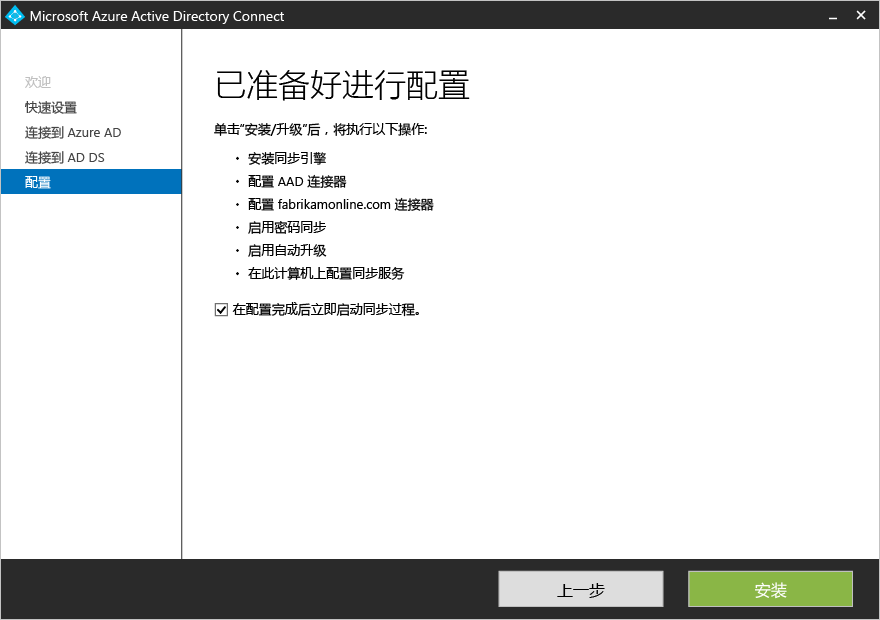 Microsoft Azure Active Directory Connect
欢迎
快速设置
连接到 Azure AD
连接到 AD DS
配置
已准备好进行配置
单击“安装/升级”后，将执行以下操作:
• 安装同步引擎
• 配置 AAD 连接器
• 配置 fabrikamonline.com 连接器
• 启用密码同步
• 启用自动升级
• 在此计算机上配置同步服务
在配置完成后立即启动同步过程。
上一步
安装